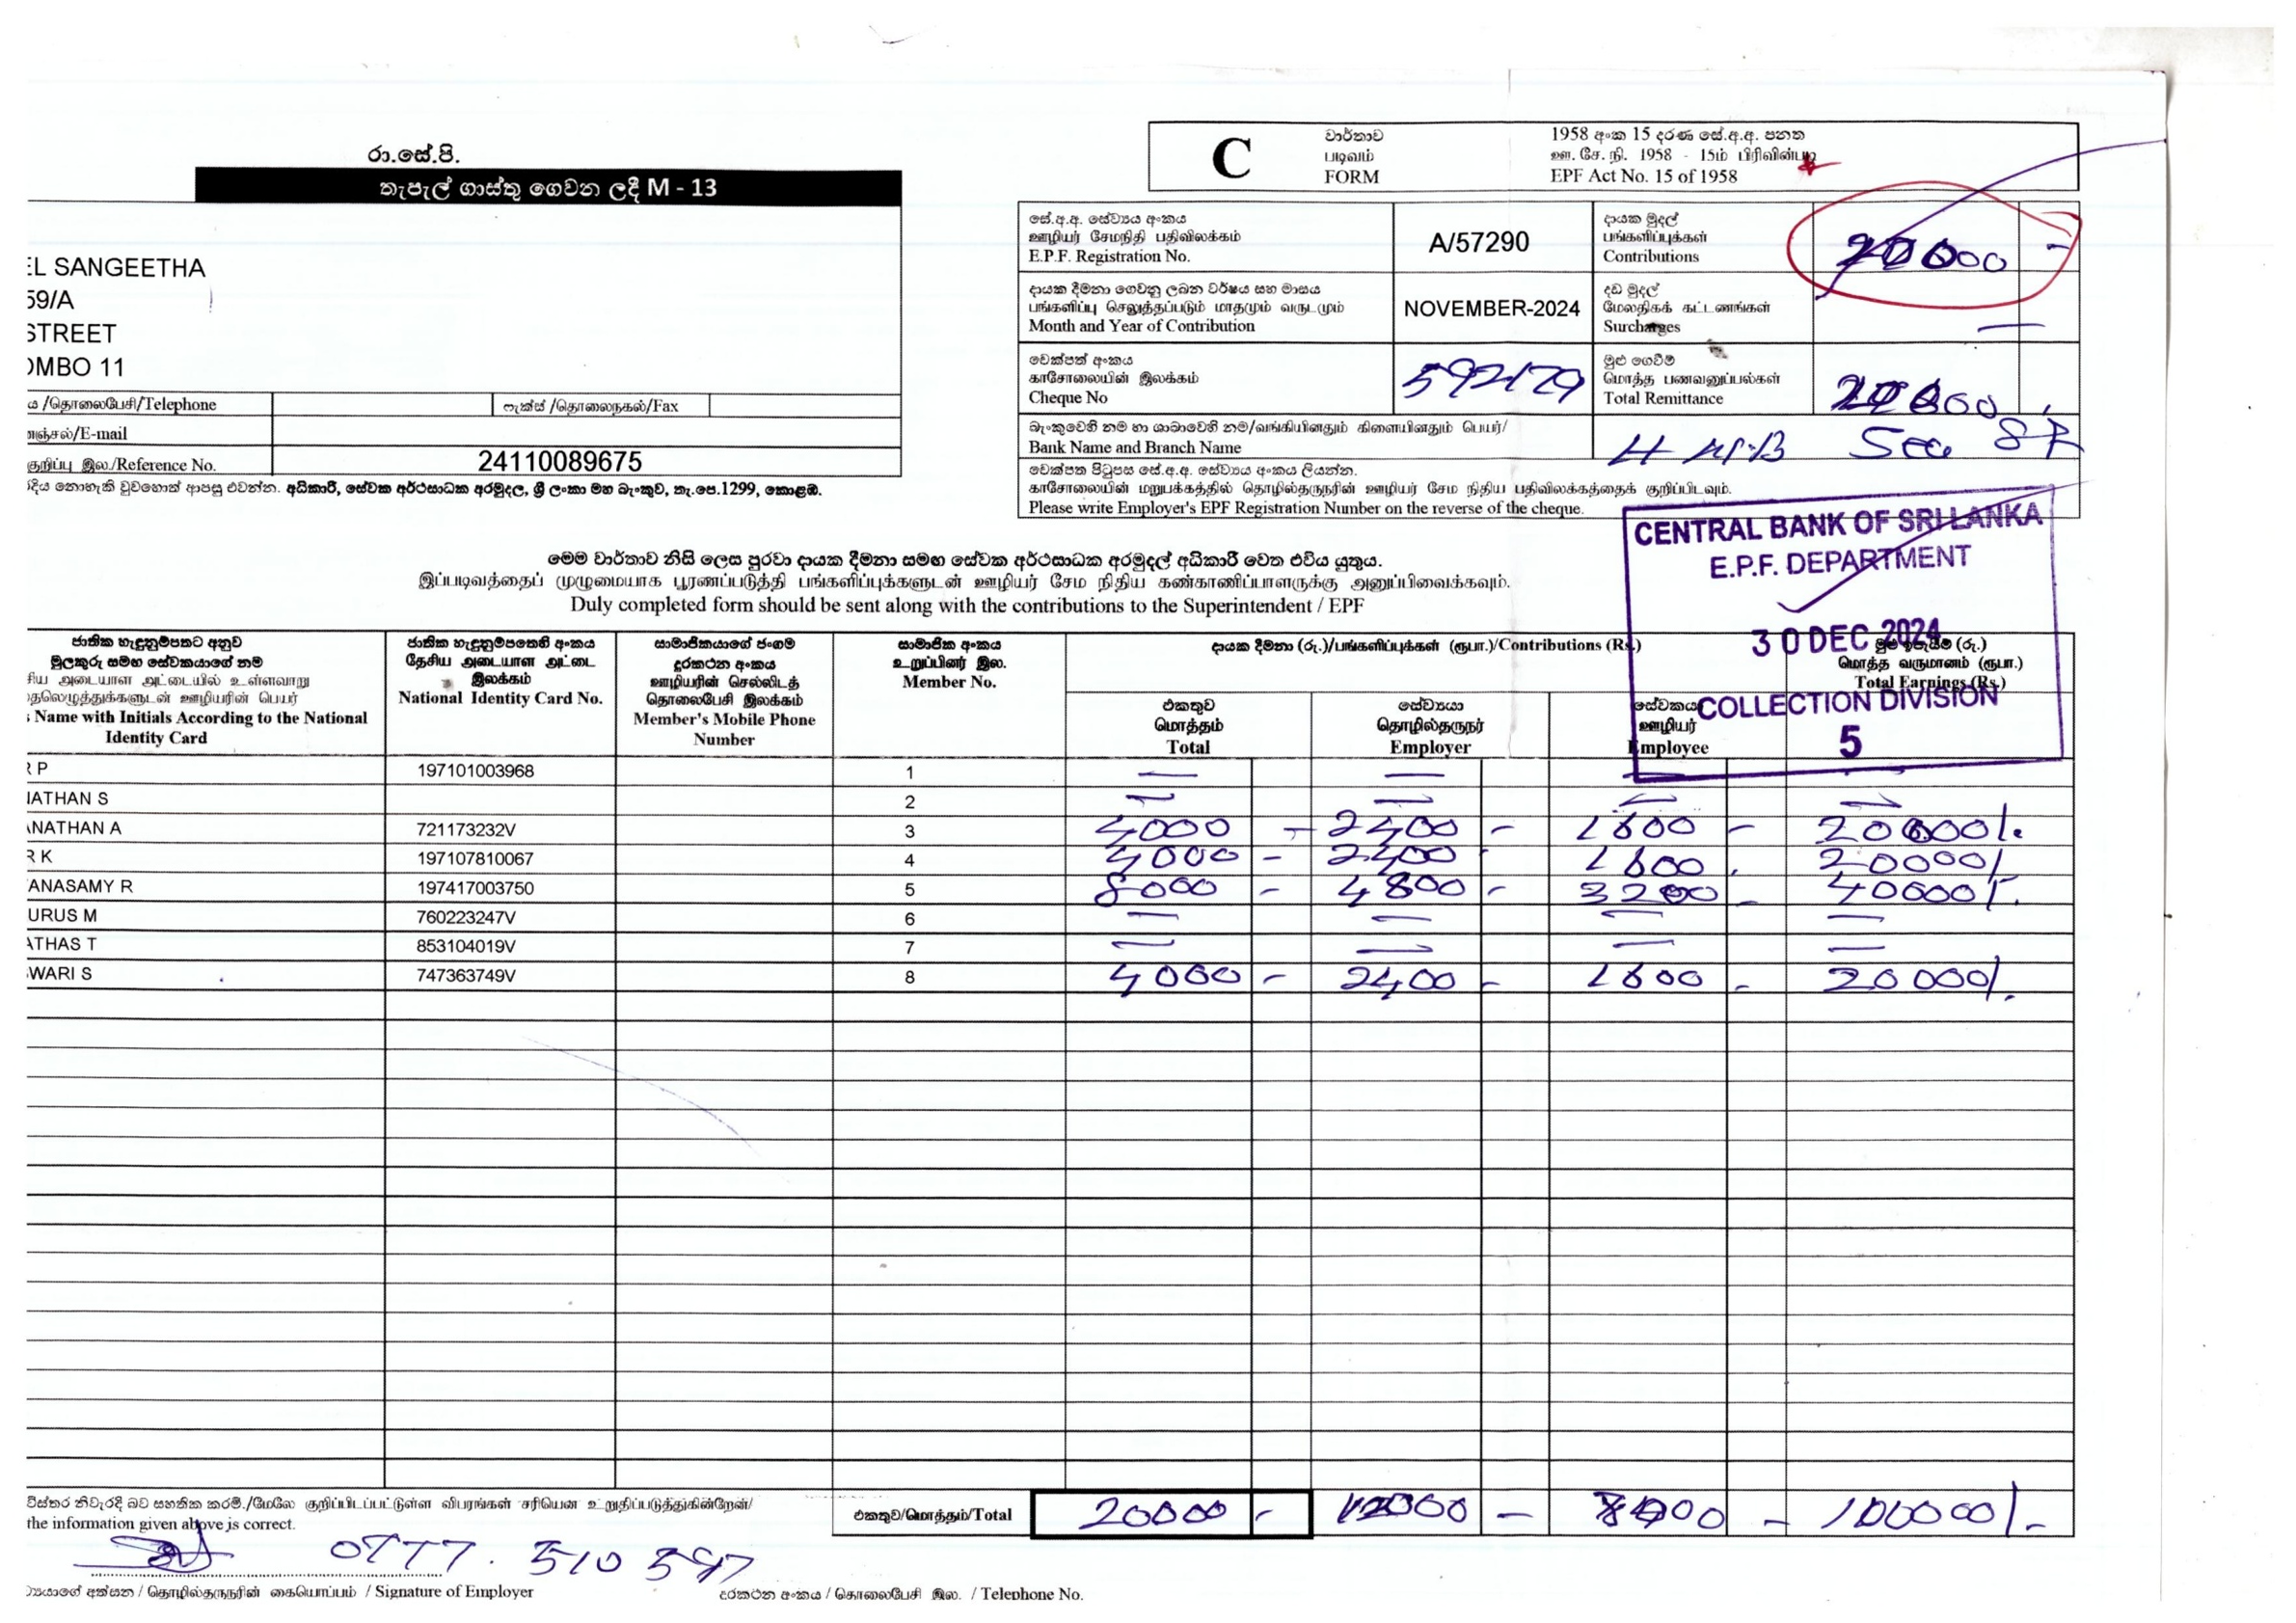 රා.සේ.පි.
තැපැල් ගාස්තු ගෙවන ලදී M - 13
EL SANGEETHA
59/A
STREET
OMBO 11
ය /தொலைபேசி/Telephone
ෆැක්ස් /தொலைநகல்/Fax
ஞ்சல்/E-mail
குறிப்பு இல./Reference No. 24110089675
දිය නොහැකි වුවහොත් ආපසු එවන්න. අධිකාරී, සේවක අර්ථසාධක අරමුදල, ශ්‍රී ලංකා මහ බැංකුව, තැ.පෙ.1299, කොළඹ.
C
වාර්තාව
படிவம்
FORM
1958 අංක 15 දරණ සේ.අ.අ. පනත
ஊ. சே. நி. 1958 - 15ம் பிரிவின்படி
EPF Act No. 15 of 1958
සේ.අ.අ. සේව්‍යය අංකය
ஊழியர் சேமநிதி பதிவிலக்கம்
E.P.F. Registration No.
A/57290
දායක මුදල්
பங்களிப்புக்கள்
Contributions
20000 -
දායක දීමනා ගෙවනු ලබන වර්ෂය සහ මාසය
பங்களிப்பு செலுத்தப்படும் மாதமும் வருடமும்
Month and Year of Contribution
NOVEMBER-2024
දඩ මුදල්
மேலதிகக் கட்டணங்கள்
Surcharges
—
චෙක්පත් අංකය
காசோலையின் இலக்கம்
Cheque No
592179
මුළු ගෙවීම්
மொத்த பணவனுப்பல்கள்
Total Remittance
20000
බැංකුවෙහි නම හා ශාඛාවෙහි නම/வங்கியினதும் கிளையினதும் பெயர்/
Bank Name and Branch Name
චෙක්පත පිටුපස සේ.අ.අ. සේව්‍යය අංකය ලියන්න.
காசோலையின் மறுபக்கத்தில் தொழில்தருநரின் ஊழியர் சேம நிதிய பதிவிலக்கத்தைக் குறிப்பிடவும்.
Please write Employer's EPF Registration Number on the reverse of the cheque.
CENTRAL BANK OF SRI LANKA
E.P.F. DEPARTMENT
30 DEC 2024
COLLECTION DIVISION
5
මෙම වාර්තාව නිසි ලෙස පුරවා දායක දීමනා සමඟ සේවක අර්ථසාධක අරමුදල් අධිකාරී වෙත එවිය යුතුය.
இப்படிவத்தைப் முழுமையாக பூரணப்படுத்தி பங்களிப்புக்களுடன் ஊழியர் சேம நிதிய கண்காணிப்பாளருக்கு அனுப்பிவைக்கவும்.
Duly completed form should be sent along with the contributions to the Superintendent / EPF
ජාතික හැඳුනුම්පතට අනුව
මුලකුරු සමඟ සේවකයාගේ නම
சிய அடையாள அட்டையில் உள்ளவாறு
தலெழுத்துக்களுடன் ஊழியரின் பெயர்
Name with Initials According to the National
Identity Card
ජාතික හැඳුනුම්පතෙහි අංකය
தேசிய அடையாள அட்டை
இலக்கம்
National Identity Card No.
සාමාජිකයාගේ ජංගම
දුරකථන අංකය
ஊழியரின் செல்லிடத்
தொலைபேசி இலக்கம்
Member's Mobile Phone
Number
සාමාජික අංකය
உறுப்பினர் இல.
Member No.
දායක දීමනා (රු.)/பங்களிப்புக்கள் (ரூபா.)/Contributions (Rs.)
එකතුව
மொத்தம்
Total
සේව්‍යයා
தொழில்தருநர்
Employer
සේවකයා
ஊழியர்
Employee
(රු.)
மொத்த வருமானம் (ரூபா.)
Total Earnings (Rs.)
R P 197101003968 1 — — — 
NATHAN S 2 — — — —
ANATHAN A 721173232V 3 4000 - 2400 - 1600 - 20000/.
R K 197107810067 4 4000 - 2400 - 1600 . 20000/.
ANASAMY R 197417003750 5 8000 - 4800 - 3200 - 40000/.
URUS M 760223247V 6 — — — —
ATHAS T 853104019V 7 — — — —
WARI S 747363749V 8 4000 - 2400 - 1600 - 20000/.
එකතුව/மொத்தம்/Total 20000 - 12000 - 8000 - 100000/-
විස්තර නිවැරදි බව සහතික කරමි./மேலே குறிப்பிடப்பட்டுள்ள விபரங்கள் சரியென உறுதிப்படுத்துகின்றேன்/
the information given above is correct.
0777. 510 597
ව්‍යයාගේ අත්සන / தொழில்தருநரின் கையொப்பம் / Signature of Employer
දුරකථන අංකය / தொலைபேசி இல. / Telephone No.